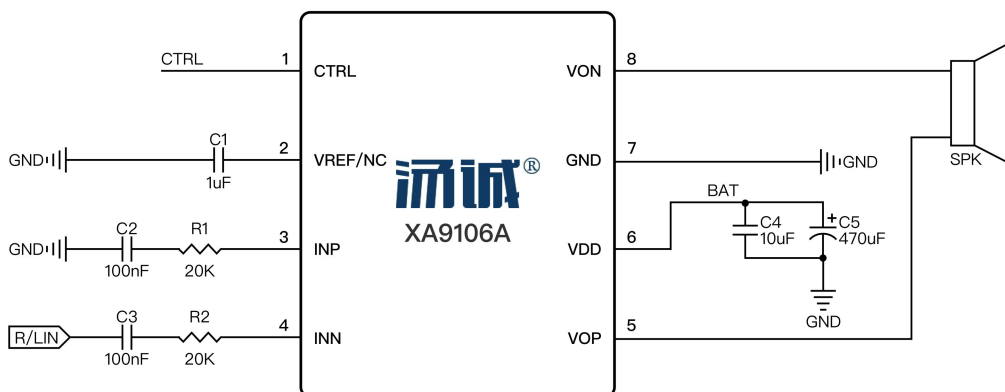 CTRL
1
CTRL
GND
C1
1uF
2
VREF/NC
GND
C2
100nF
R1
20K
3
INP
R/LIN
C3
100nF
R2
20K
4
INN
汤诚®
XA9106A
VON
8
GND
7
GND
VDD
6
BAT
C4
10uF
+
C5
470uF
GND
VOP
5
SPK